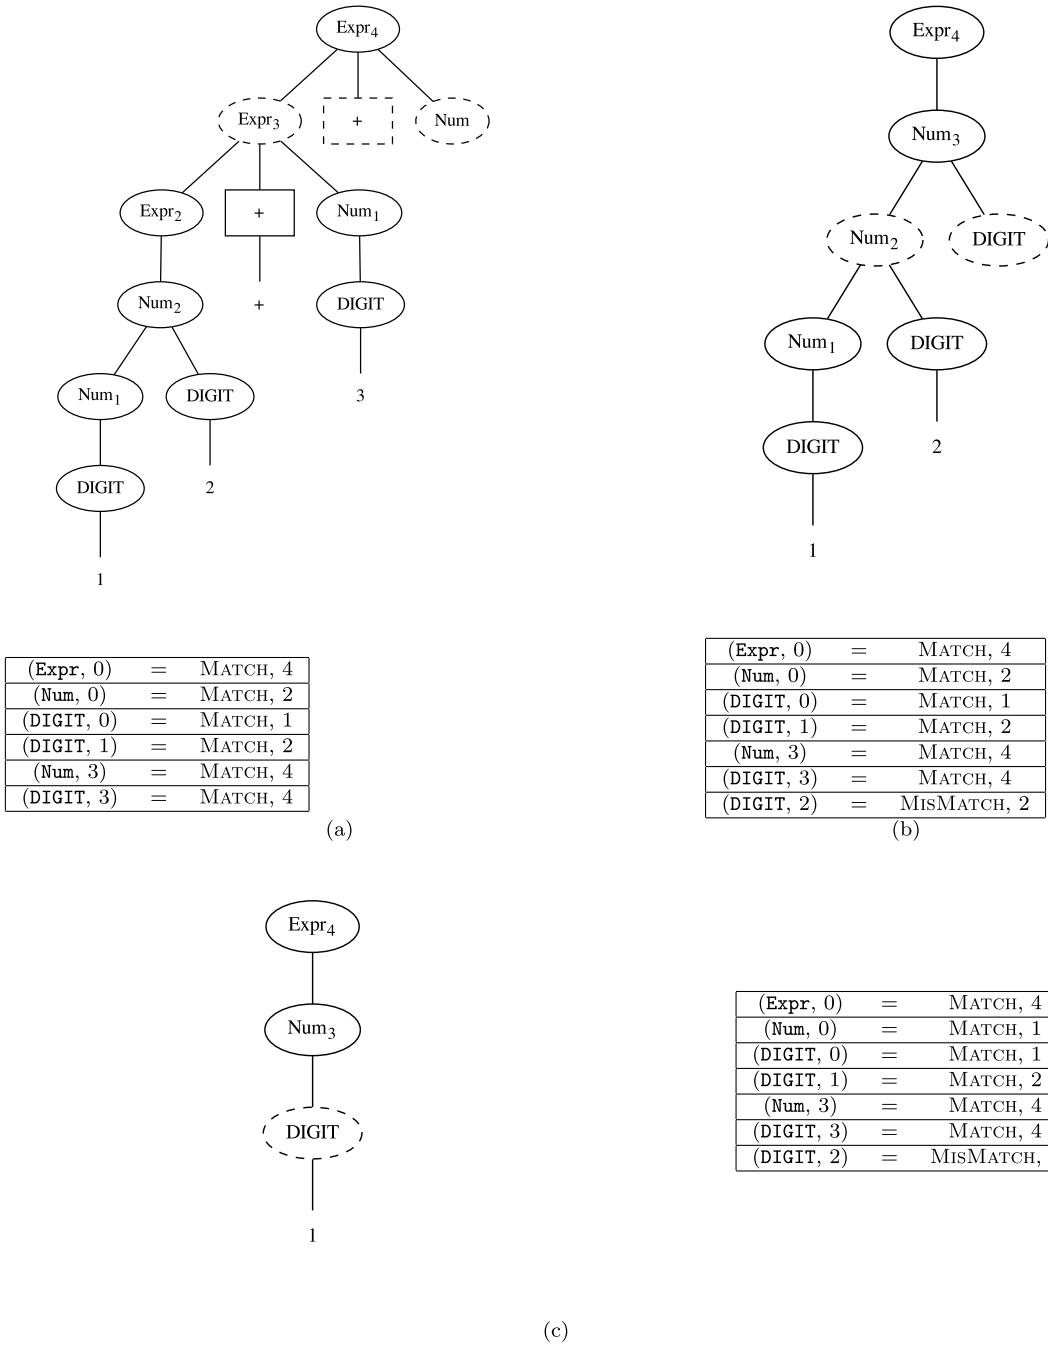 Expr4
Expr3
+
Num
Expr2
+
Num1
Num2
+
DIGIT
Num1
DIGIT
3
DIGIT
2
1
(Expr, 0) = MATCH, 4
(Num, 0) = MATCH, 2
(DIGIT, 0) = MATCH, 1
(DIGIT, 1) = MATCH, 2
(Num, 3) = MATCH, 4
(DIGIT, 3) = MATCH, 4
(a)
Expr4
Num3
Num2
DIGIT
Num1
DIGIT
DIGIT
2
1
(Expr, 0) = MATCH, 4
(Num, 0) = MATCH, 2
(DIGIT, 0) = MATCH, 1
(DIGIT, 1) = MATCH, 2
(Num, 3) = MATCH, 4
(DIGIT, 3) = MATCH, 4
(DIGIT, 2) = MISMATCH, 2
(b)
Expr4
Num3
DIGIT
1
(Expr, 0) = MATCH, 4
(Num, 0) = MATCH, 1
(DIGIT, 0) = MATCH, 1
(DIGIT, 1) = MATCH, 2
(Num, 3) = MATCH, 4
(DIGIT, 3) = MATCH, 4
(DIGIT, 2) = MISMATCH,
(c)